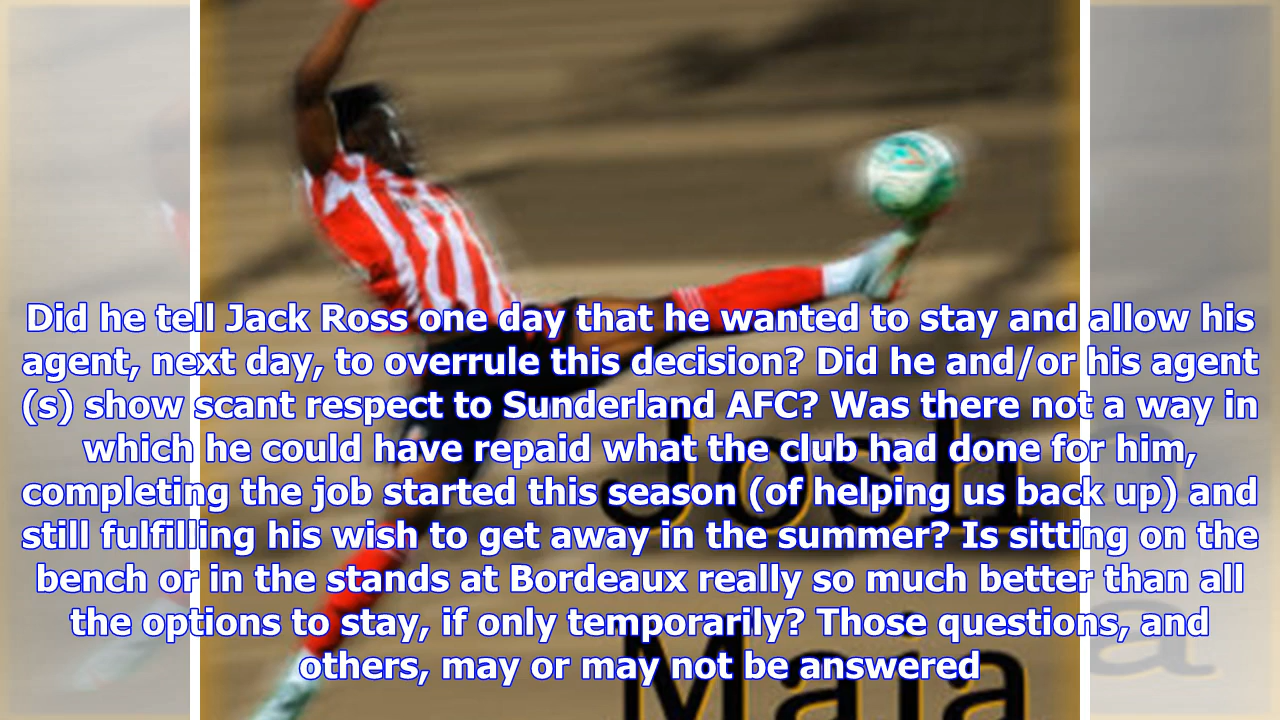 Did he tell Jack Ross one day that he wanted to stay and allow his
agent, next day, to overrule this decision? Did he and/or his agent
(s) show scant respect to Sunderland AFC? Was there not a way in
which he could have repaid what the club had done for him,
completing the job started this season (of helping us back up) and
still fulfilling his wish to get away in the summer? Is sitting on the
bench or in the stands at Bordeaux really so much better than all
the options to stay, if only temporarily? Those questions, and
others, may or may not be answered
Josh
Maja